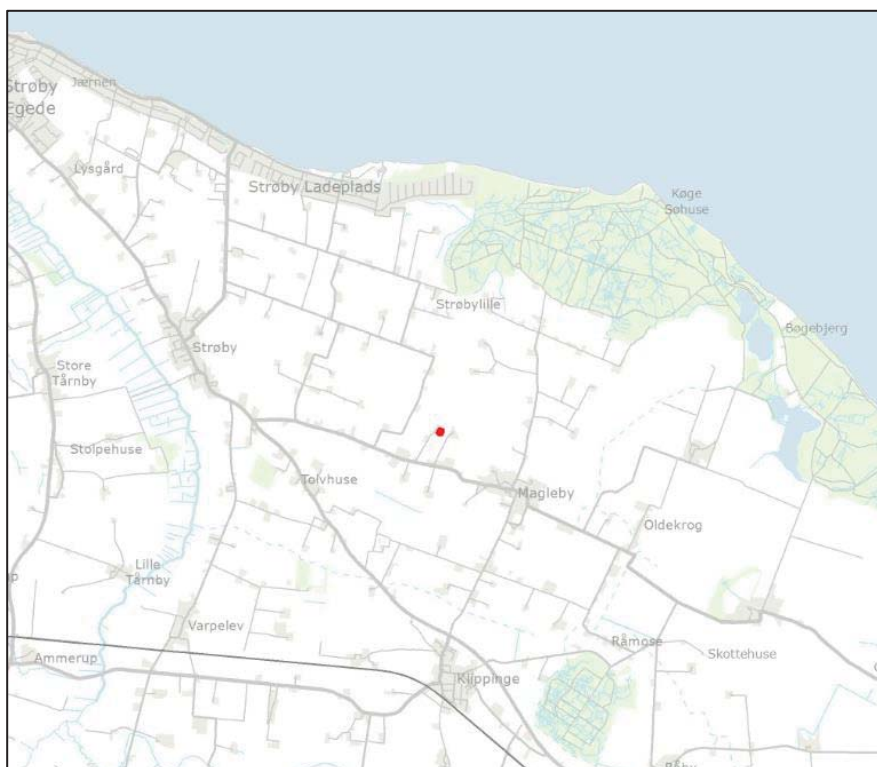 Jærnen
Strøby
Egede
Lysgård
Strøby Ladeplads
Køge
Søhuse
Strøbylille
Bøgebjerg
Strøby
Store
Tårnby
Stolpehuse
Tolvhuse
Magleby
Oldekrog
Lille
Tårnby
Varpelev
Råmose
Skottehuse
Ammerup
Klippinge